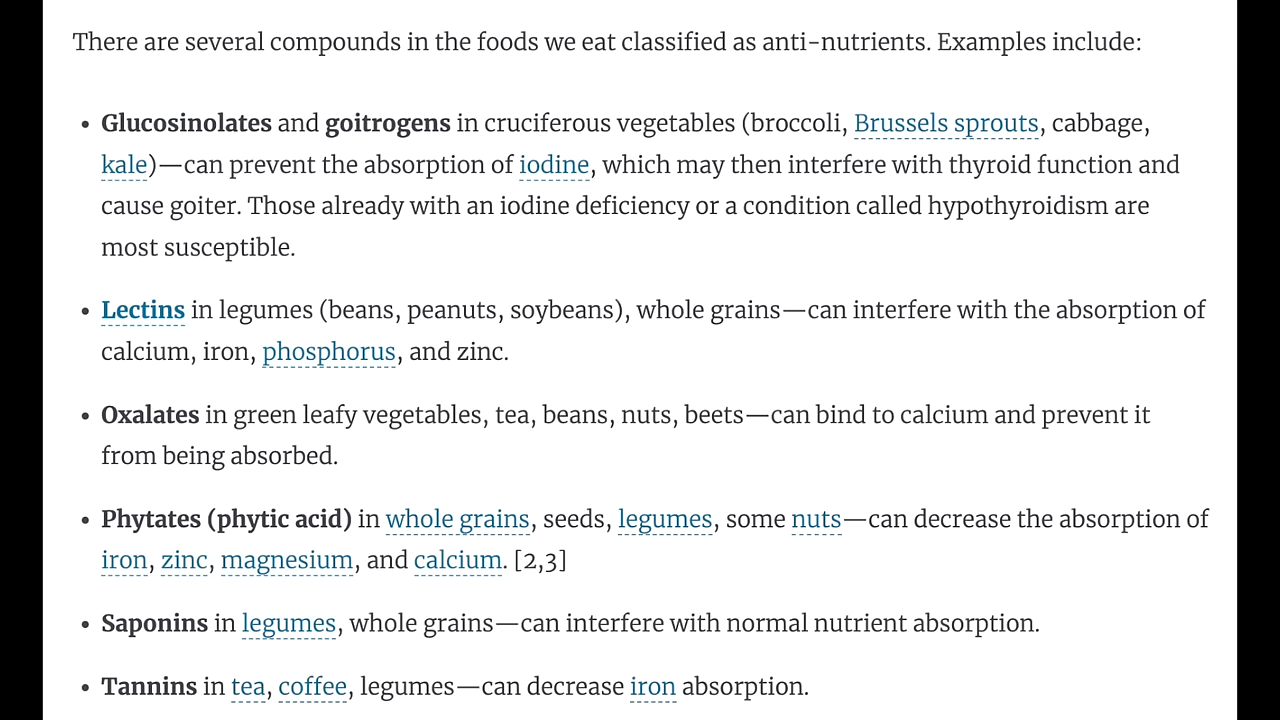 There are several compounds in the foods we eat classified as anti-nutrients. Examples include:
• Glucosinolates and goitrogens in cruciferous vegetables (broccoli, Brussels sprouts, cabbage,
kale)—can prevent the absorption of iodine, which may then interfere with thyroid function and
cause goiter. Those already with an iodine deficiency or a condition called hypothyroidism are
most susceptible.
• Lectins in legumes (beans, peanuts, soybeans), whole grains—can interfere with the absorption of
calcium, iron, phosphorus, and zinc.
• Oxalates in green leafy vegetables, tea, beans, nuts, beets—can bind to calcium and prevent it
from being absorbed.
• Phytates (phytic acid) in whole grains, seeds, legumes, some nuts—can decrease the absorption of
iron, zinc, magnesium, and calcium. [2,3]
• Saponins in legumes, whole grains—can interfere with normal nutrient absorption.
• Tannins in tea, coffee, legumes—can decrease iron absorption.